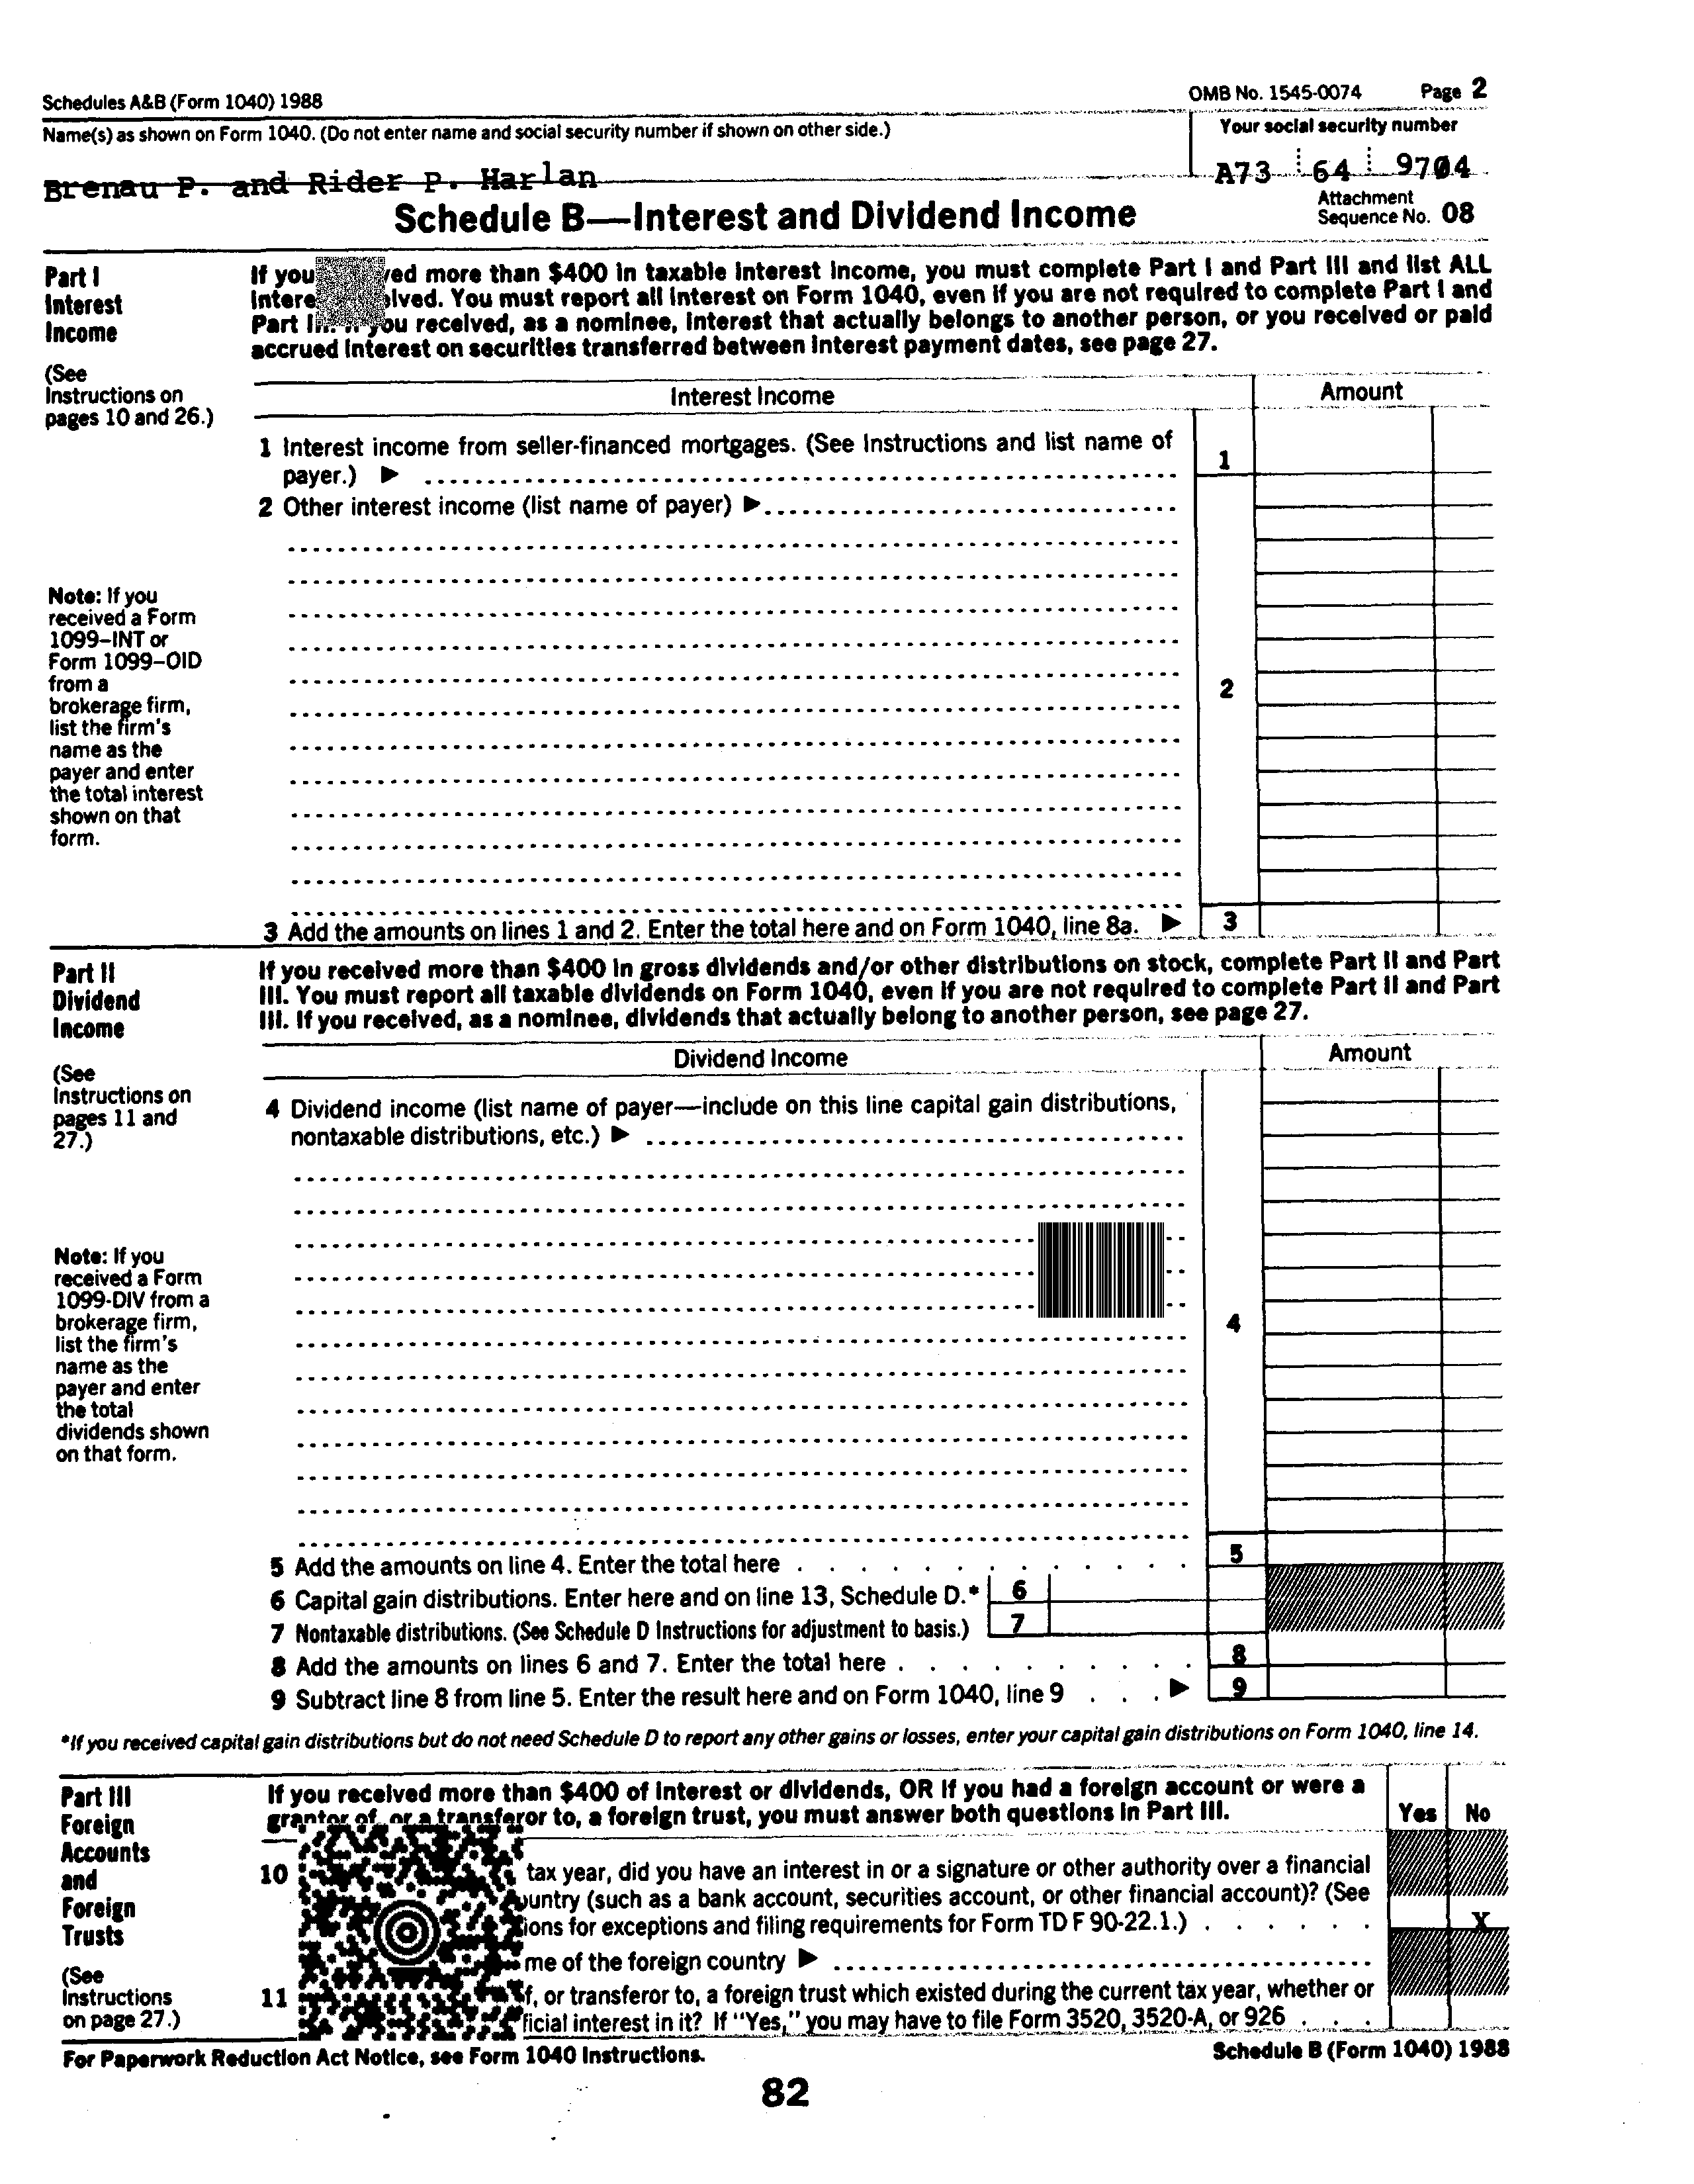 Schedules A&B (Form 1040) 1988 OMB No. 1545-0074 Page 2
Name(s) as shown on Form 1040. (Do not enter name and social security number if shown on other side.) Your social security number
Brenau P. and Rider P. Harlan A73 64 9704
Schedule B—Interest and Dividend Income Attachment Sequence No. 08
Part I
Interest
Income
(See
Instructions on
pages 10 and 26.)
If you more than $400 in taxable interest income, you must complete Part I and Part III and list ALL
You must report all interest on Form 1040, even if you are not required to complete Part I and
Part you received, as a nominee, interest that actually belongs to another person, or you received or paid
accrued interest on securities transferred between interest payment dates, see page 27.
Interest Income Amount
1 Interest income from seller-financed mortgages. (See Instructions and list name of
payer.) ▶ 1
2 Other interest income (list name of payer) ▶
Note: If you
received a Form
1099–INT or
Form 1099–OID
from a
brokerage firm,
list the firm's
name as the
payer and enter
the total interest
shown on that
form.
2
3 Add the amounts on lines 1 and 2. Enter the total here and on Form 1040, line 8a. ▶ 3
Part II
Dividend
Income
(See
Instructions on
pages 11 and
27.)
If you received more than $400 in gross dividends and/or other distributions on stock, complete Part II and Part
III. You must report all taxable dividends on Form 1040, even if you are not required to complete Part II and Part
III. If you received, as a nominee, dividends that actually belong to another person, see page 27.
Dividend Income Amount
4 Dividend income (list name of payer—include on this line capital gain distributions,
nontaxable distributions, etc.) ▶
Note: If you
received a Form
1099-DIV from a
brokerage firm,
list the firm's
name as the
payer and enter
the total
dividends shown
on that form.
4
5 Add the amounts on line 4. Enter the total here 5
6 Capital gain distributions. Enter here and on line 13, Schedule D.* 6
7 Nontaxable distributions. (See Schedule D Instructions for adjustment to basis.) 7
8 Add the amounts on lines 6 and 7. Enter the total here 8
9 Subtract line 8 from line 5. Enter the result here and on Form 1040, line 9 ▶ 9
*If you received capital gain distributions but do not need Schedule D to report any other gains or losses, enter your capital gain distributions on Form 1040, line 14.
Part III
Foreign
Accounts
and
Foreign
Trusts
(See
Instructions
on page 27.)
If you received more than $400 of interest or dividends, OR if you had a foreign account or were a
grantor of, or a transferor to, a foreign trust, you must answer both questions in Part III. Yes No
10 tax year, did you have an interest in or a signature or other authority over a financial
(such as a bank account, securities account, or other financial account)? (See
for exceptions and filing requirements for Form TD F 90-22.1.) X
of the foreign country ▶
11 or transferor to, a foreign trust which existed during the current tax year, whether or
interest in it? If "Yes," you may have to file Form 3520, 3520-A, or 926
For Paperwork Reduction Act Notice, see Form 1040 Instructions. Schedule B (Form 1040) 1988
82